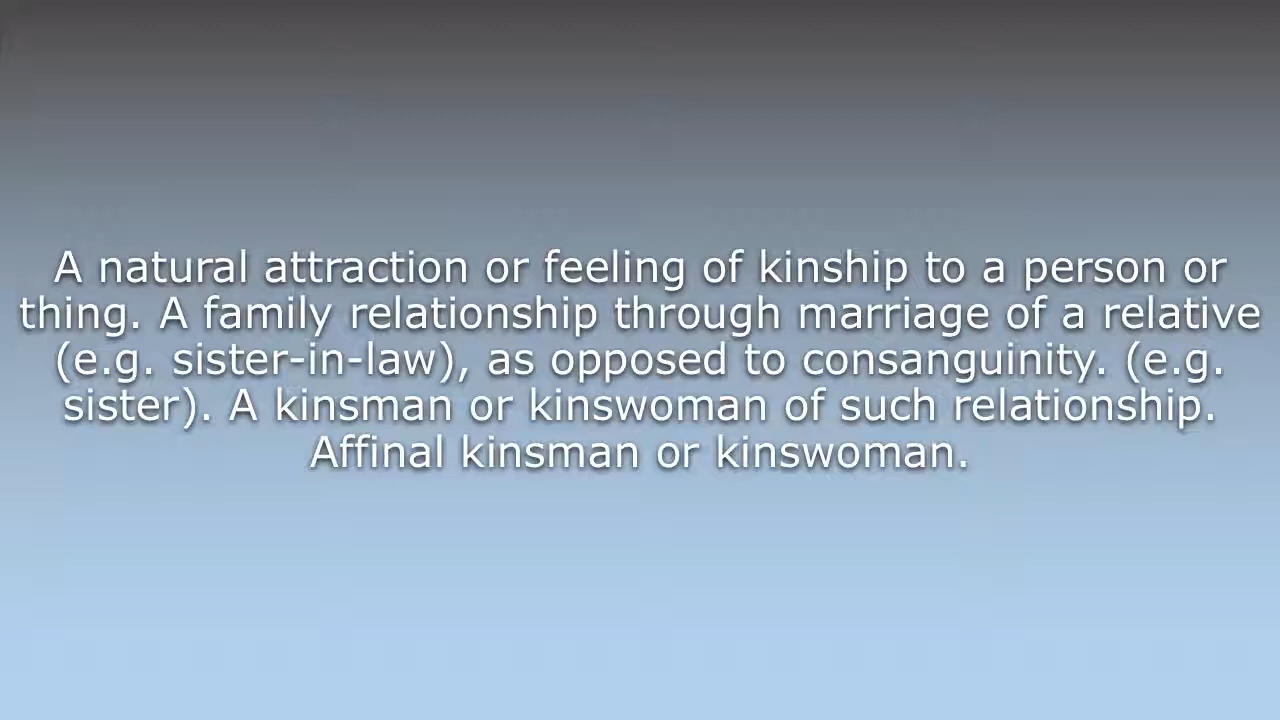 A natural attraction or feeling of kinship to a person or
thing. A family relationship through marriage of a relative
(e.g. sister-in-law), as opposed to consanguinity. (e.g.
sister). A kinsman or kinswoman of such relationship.
Affinal kinsman or kinswoman.